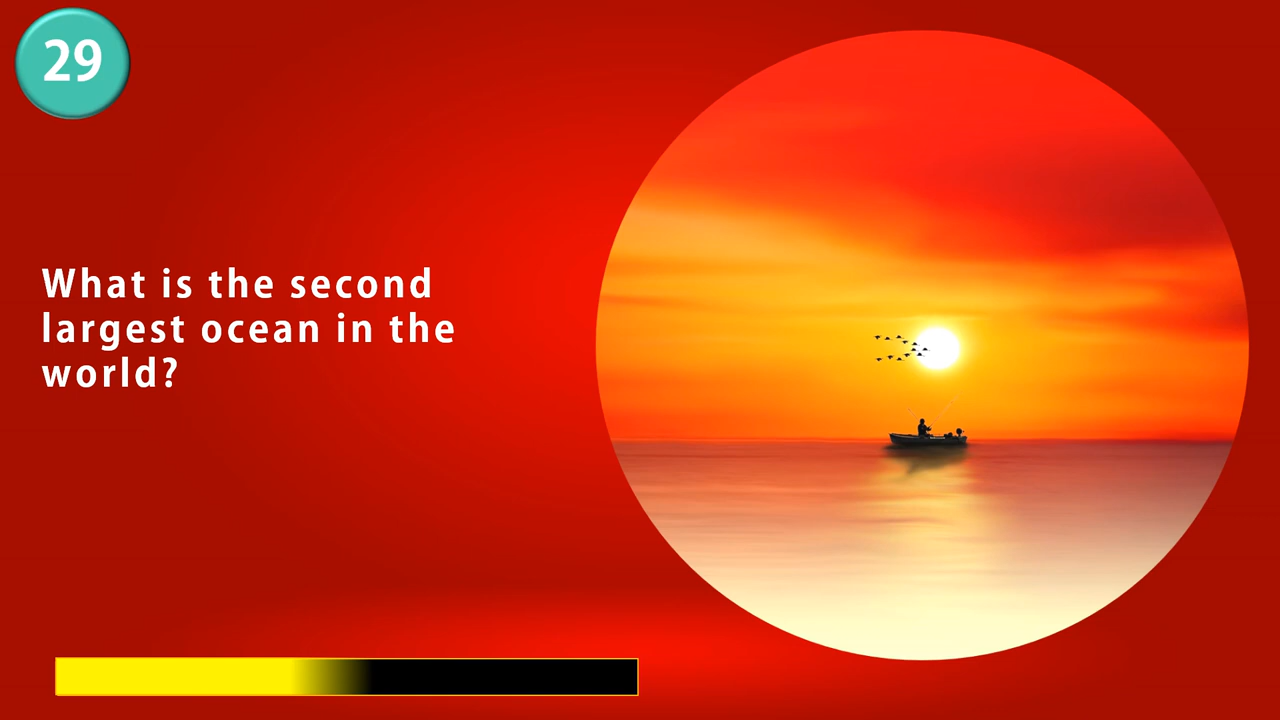 29
What is the second
largest ocean in the
world?